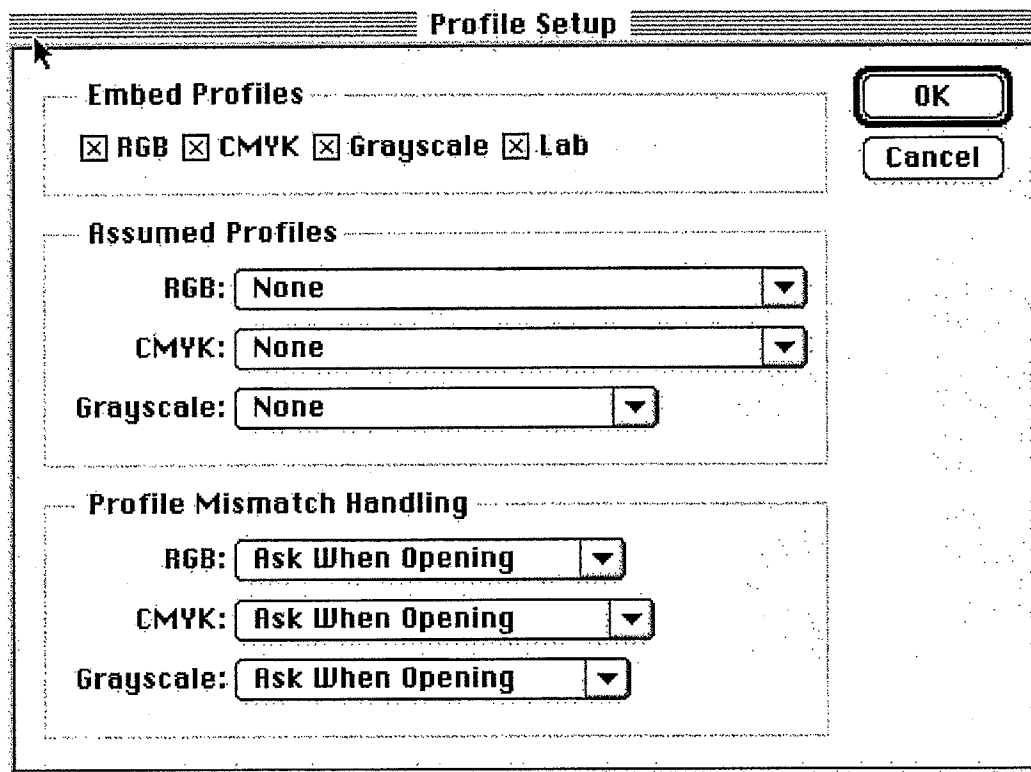 Profile Setup
Embed Profiles
RGB CMYK Grayscale Lab
OK
Cancel
Assumed Profiles
RGB: None
CMYK: None
Grayscale: None
Profile Mismatch Handling
RGB: Ask When Opening
CMYK: Ask When Opening
Grayscale: Ask When Opening